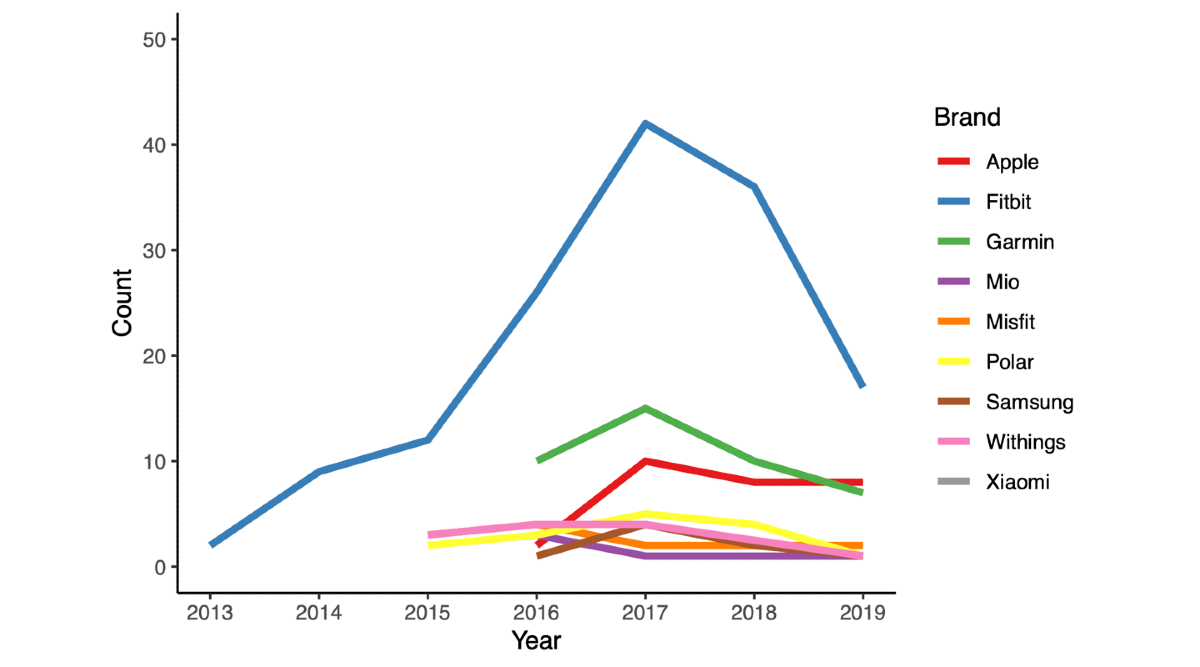 50
40
30
20
10
0
Count
2013 2014 2015 2016 2017 2018 2019
Year
Brand
Apple
Fitbit
Garmin
Mio
Misfit
Polar
Samsung
Withings
Xiaomi